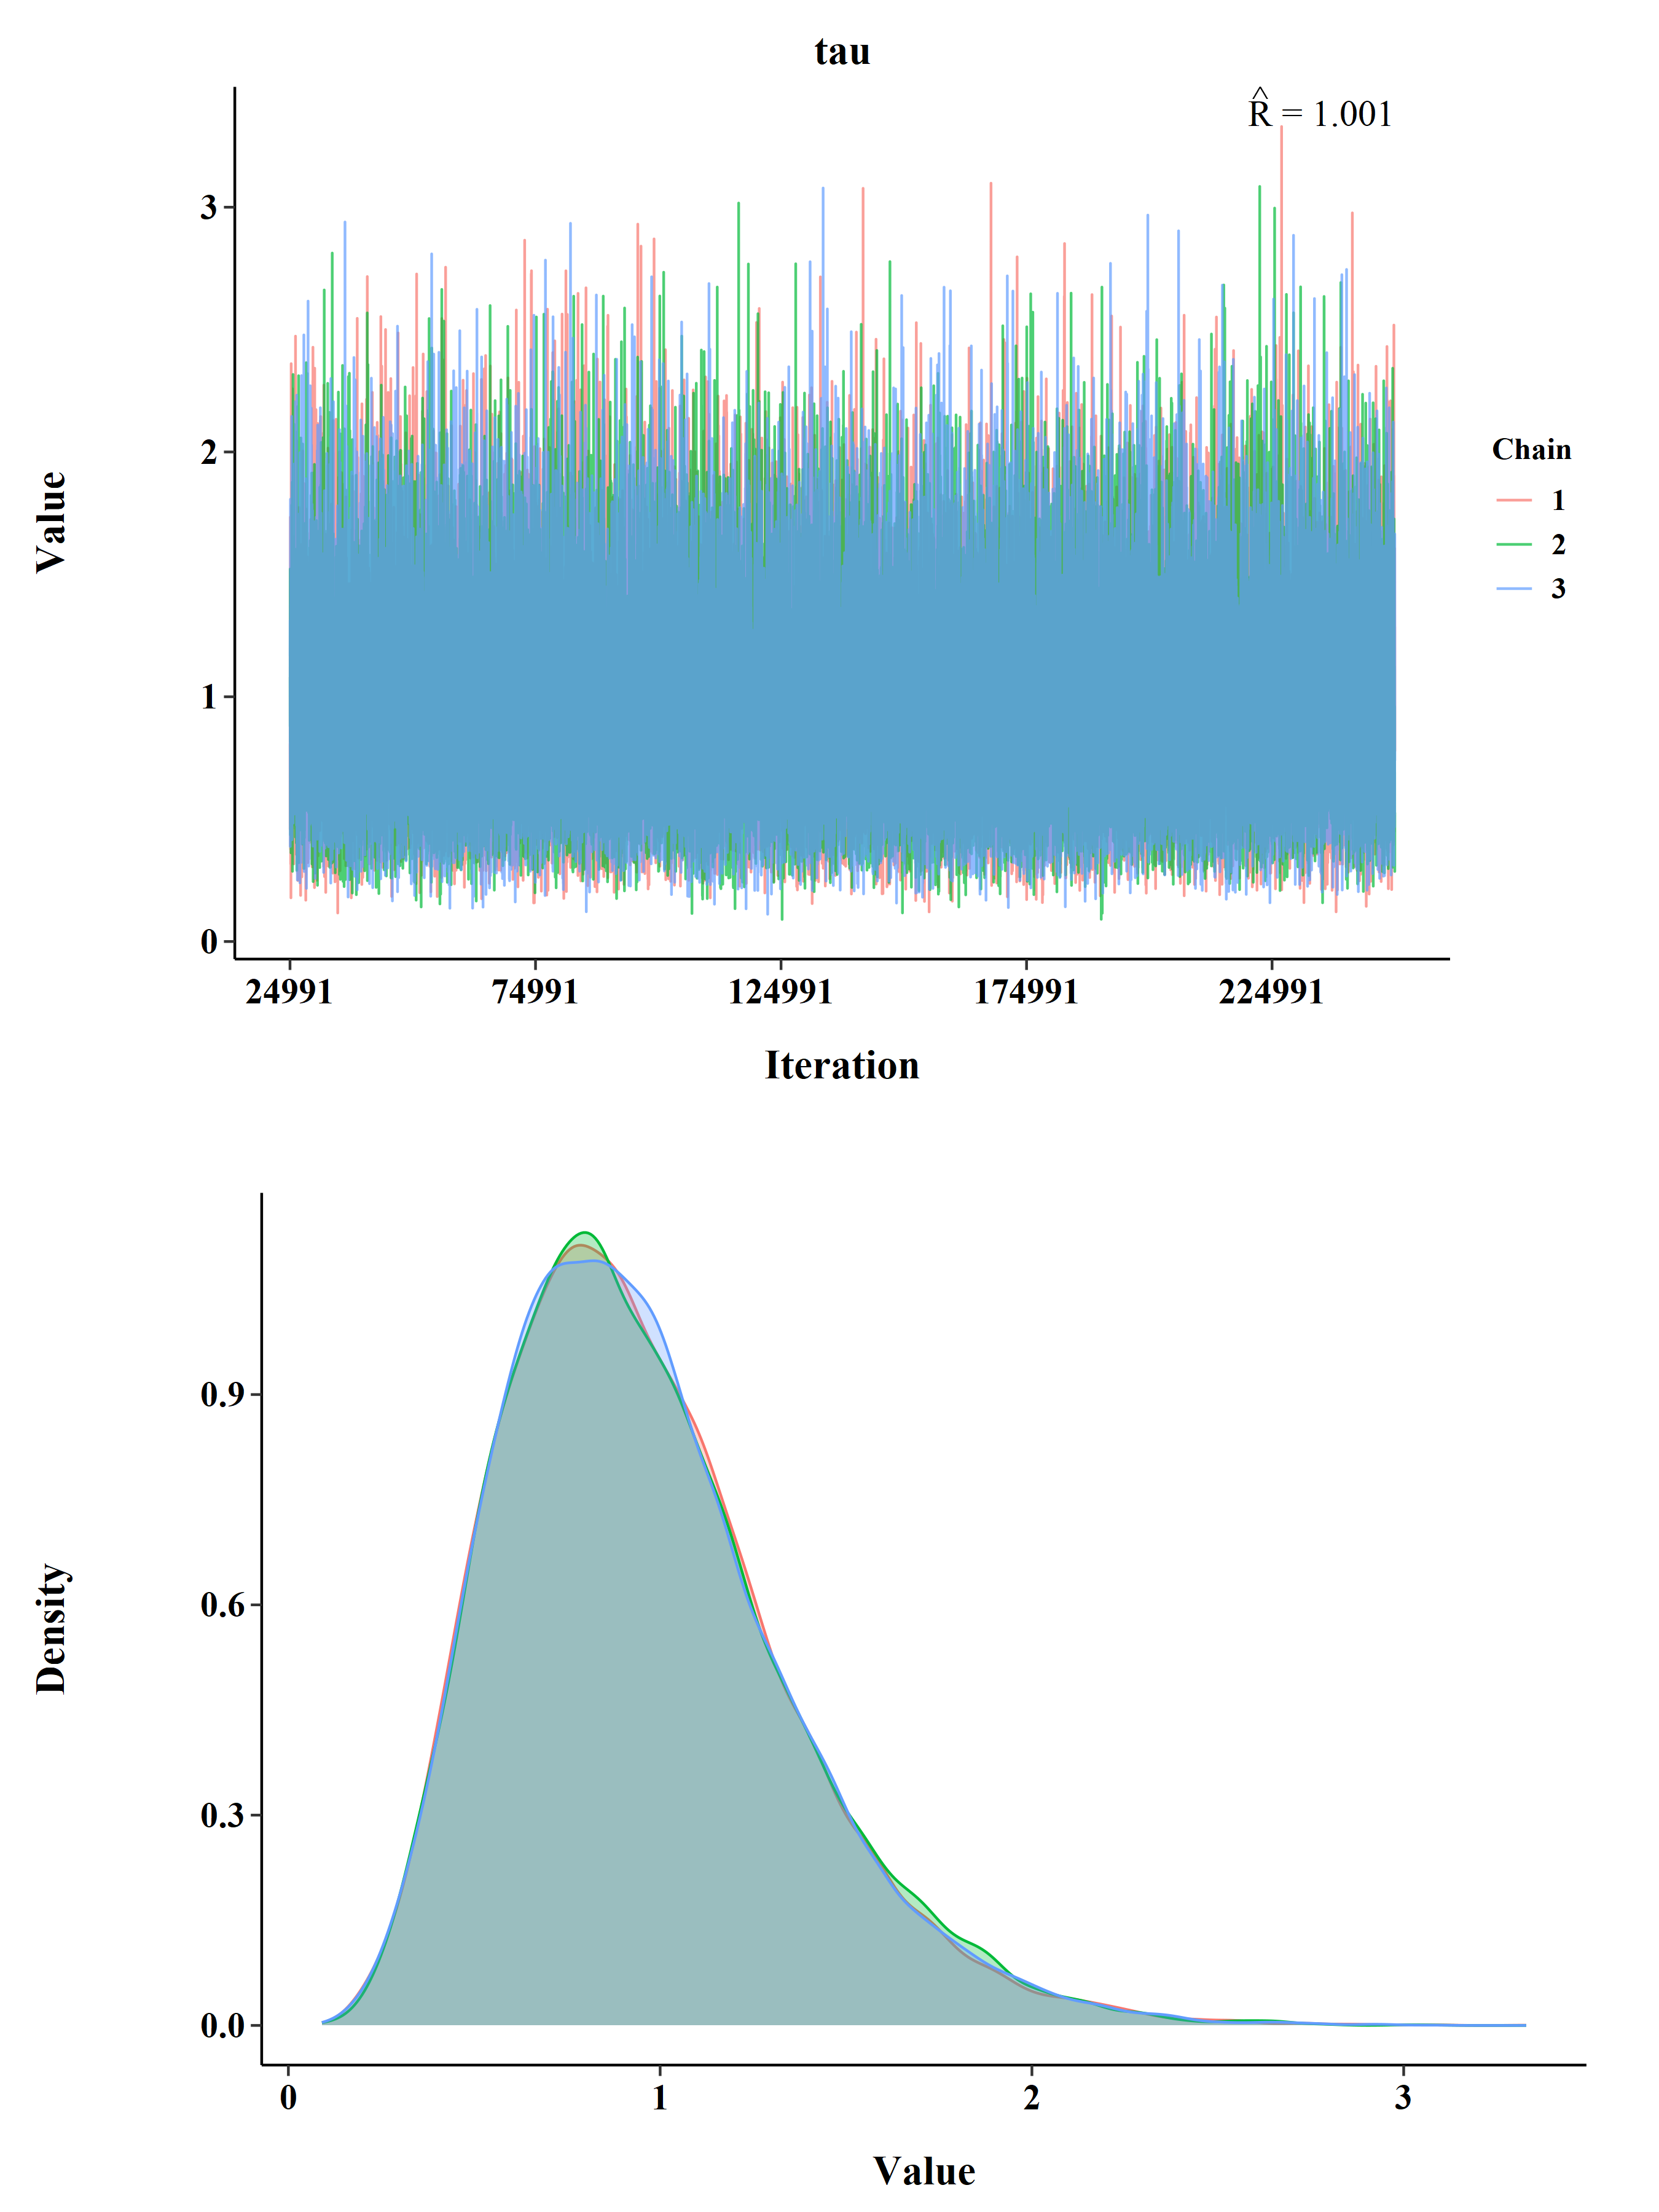 tau
R̂ = 1.001
Value
3
2
1
0
24991 74991 124991 174991 224991
Iteration
Chain
1
2
3
Density
0.9
0.6
0.3
0.0
0 1 2 3
Value